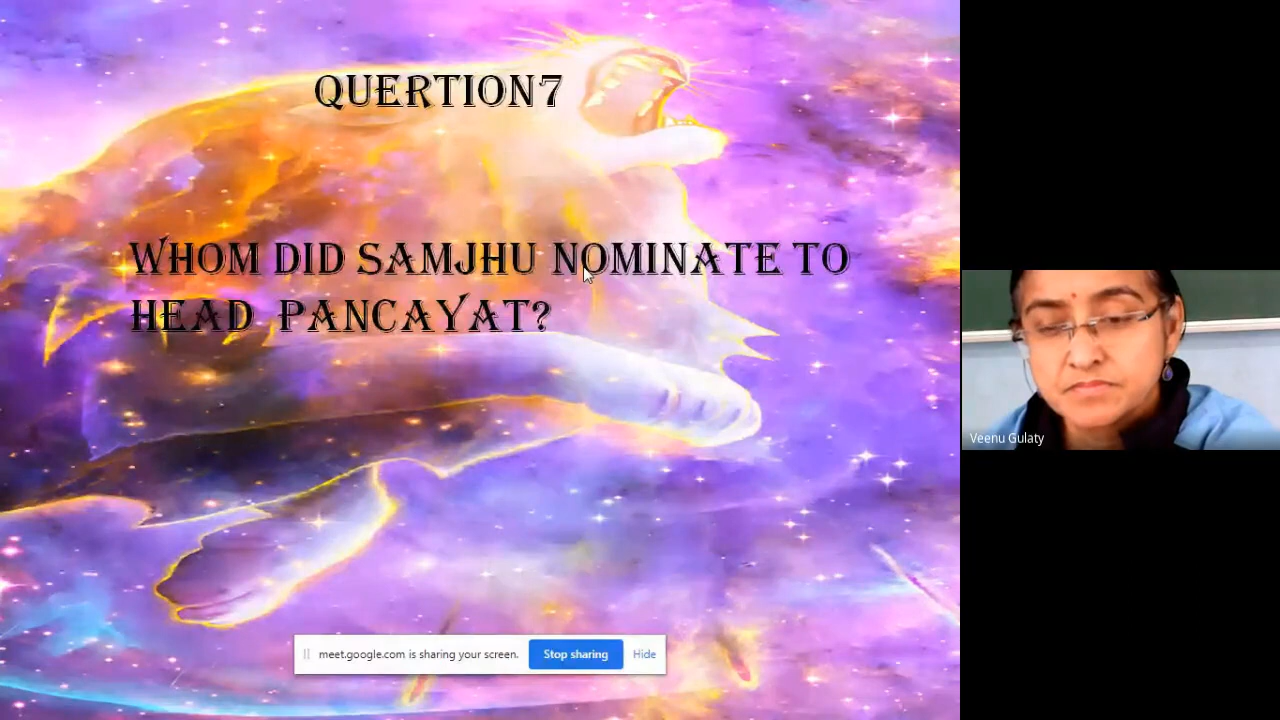 QUERTION7
WHOM DID SAMJHU NOMINATE TO
HEAD PANCAYAT?
Veenu Gulaty
meet.google.com is sharing your screen. Stop sharing Hide